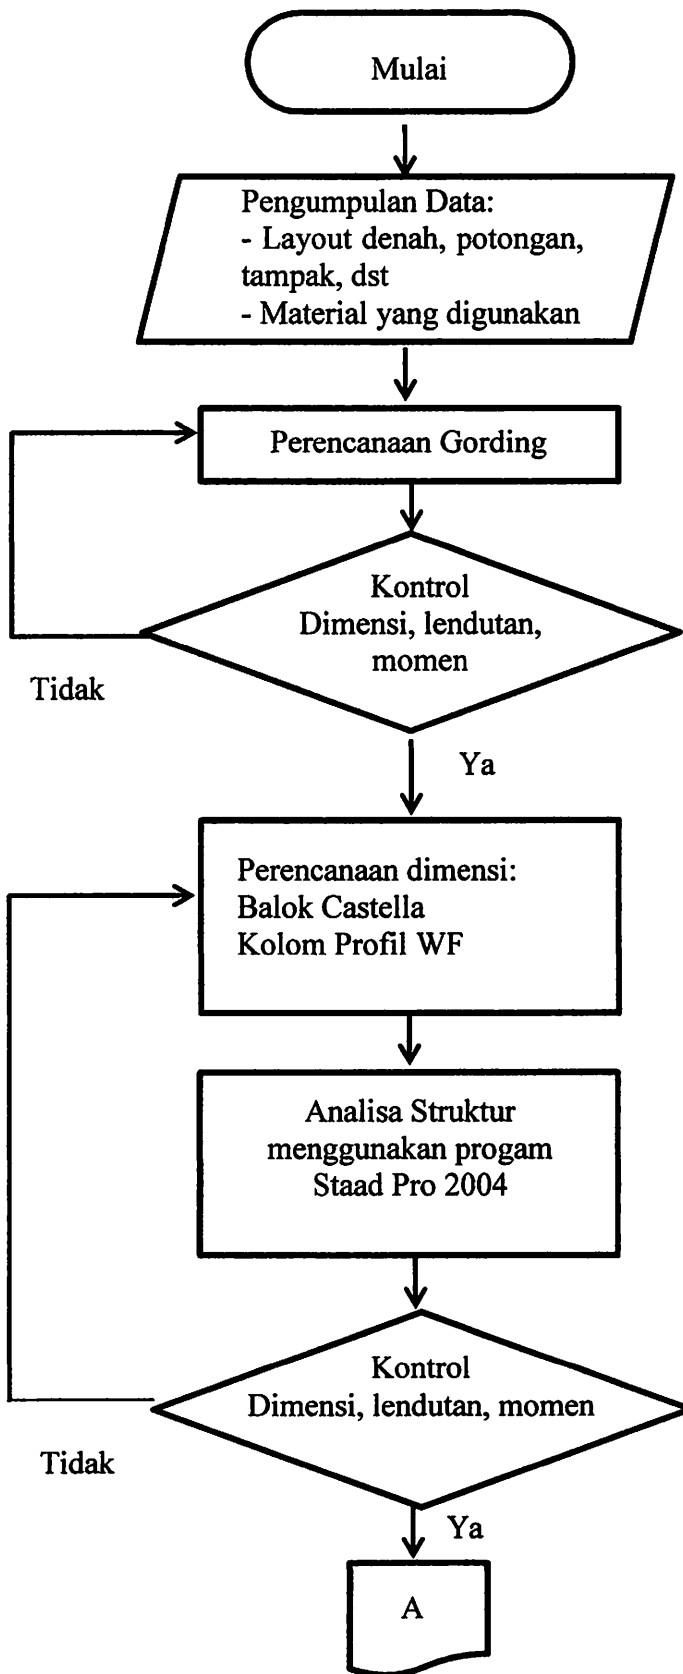 Mulai
Pengumpulan Data:
- Layout denah, potongan,
tampak, dst
- Material yang digunakan
Perencanaan Gording
Kontrol
Dimensi, lendutan,
momen
Tidak
Ya
Perencanaan dimensi:
Balok Castella
Kolom Profil WF
Analisa Struktur
menggunakan progam
Staad Pro 2004
Kontrol
Dimensi, lendutan, momen
Tidak
Ya
A